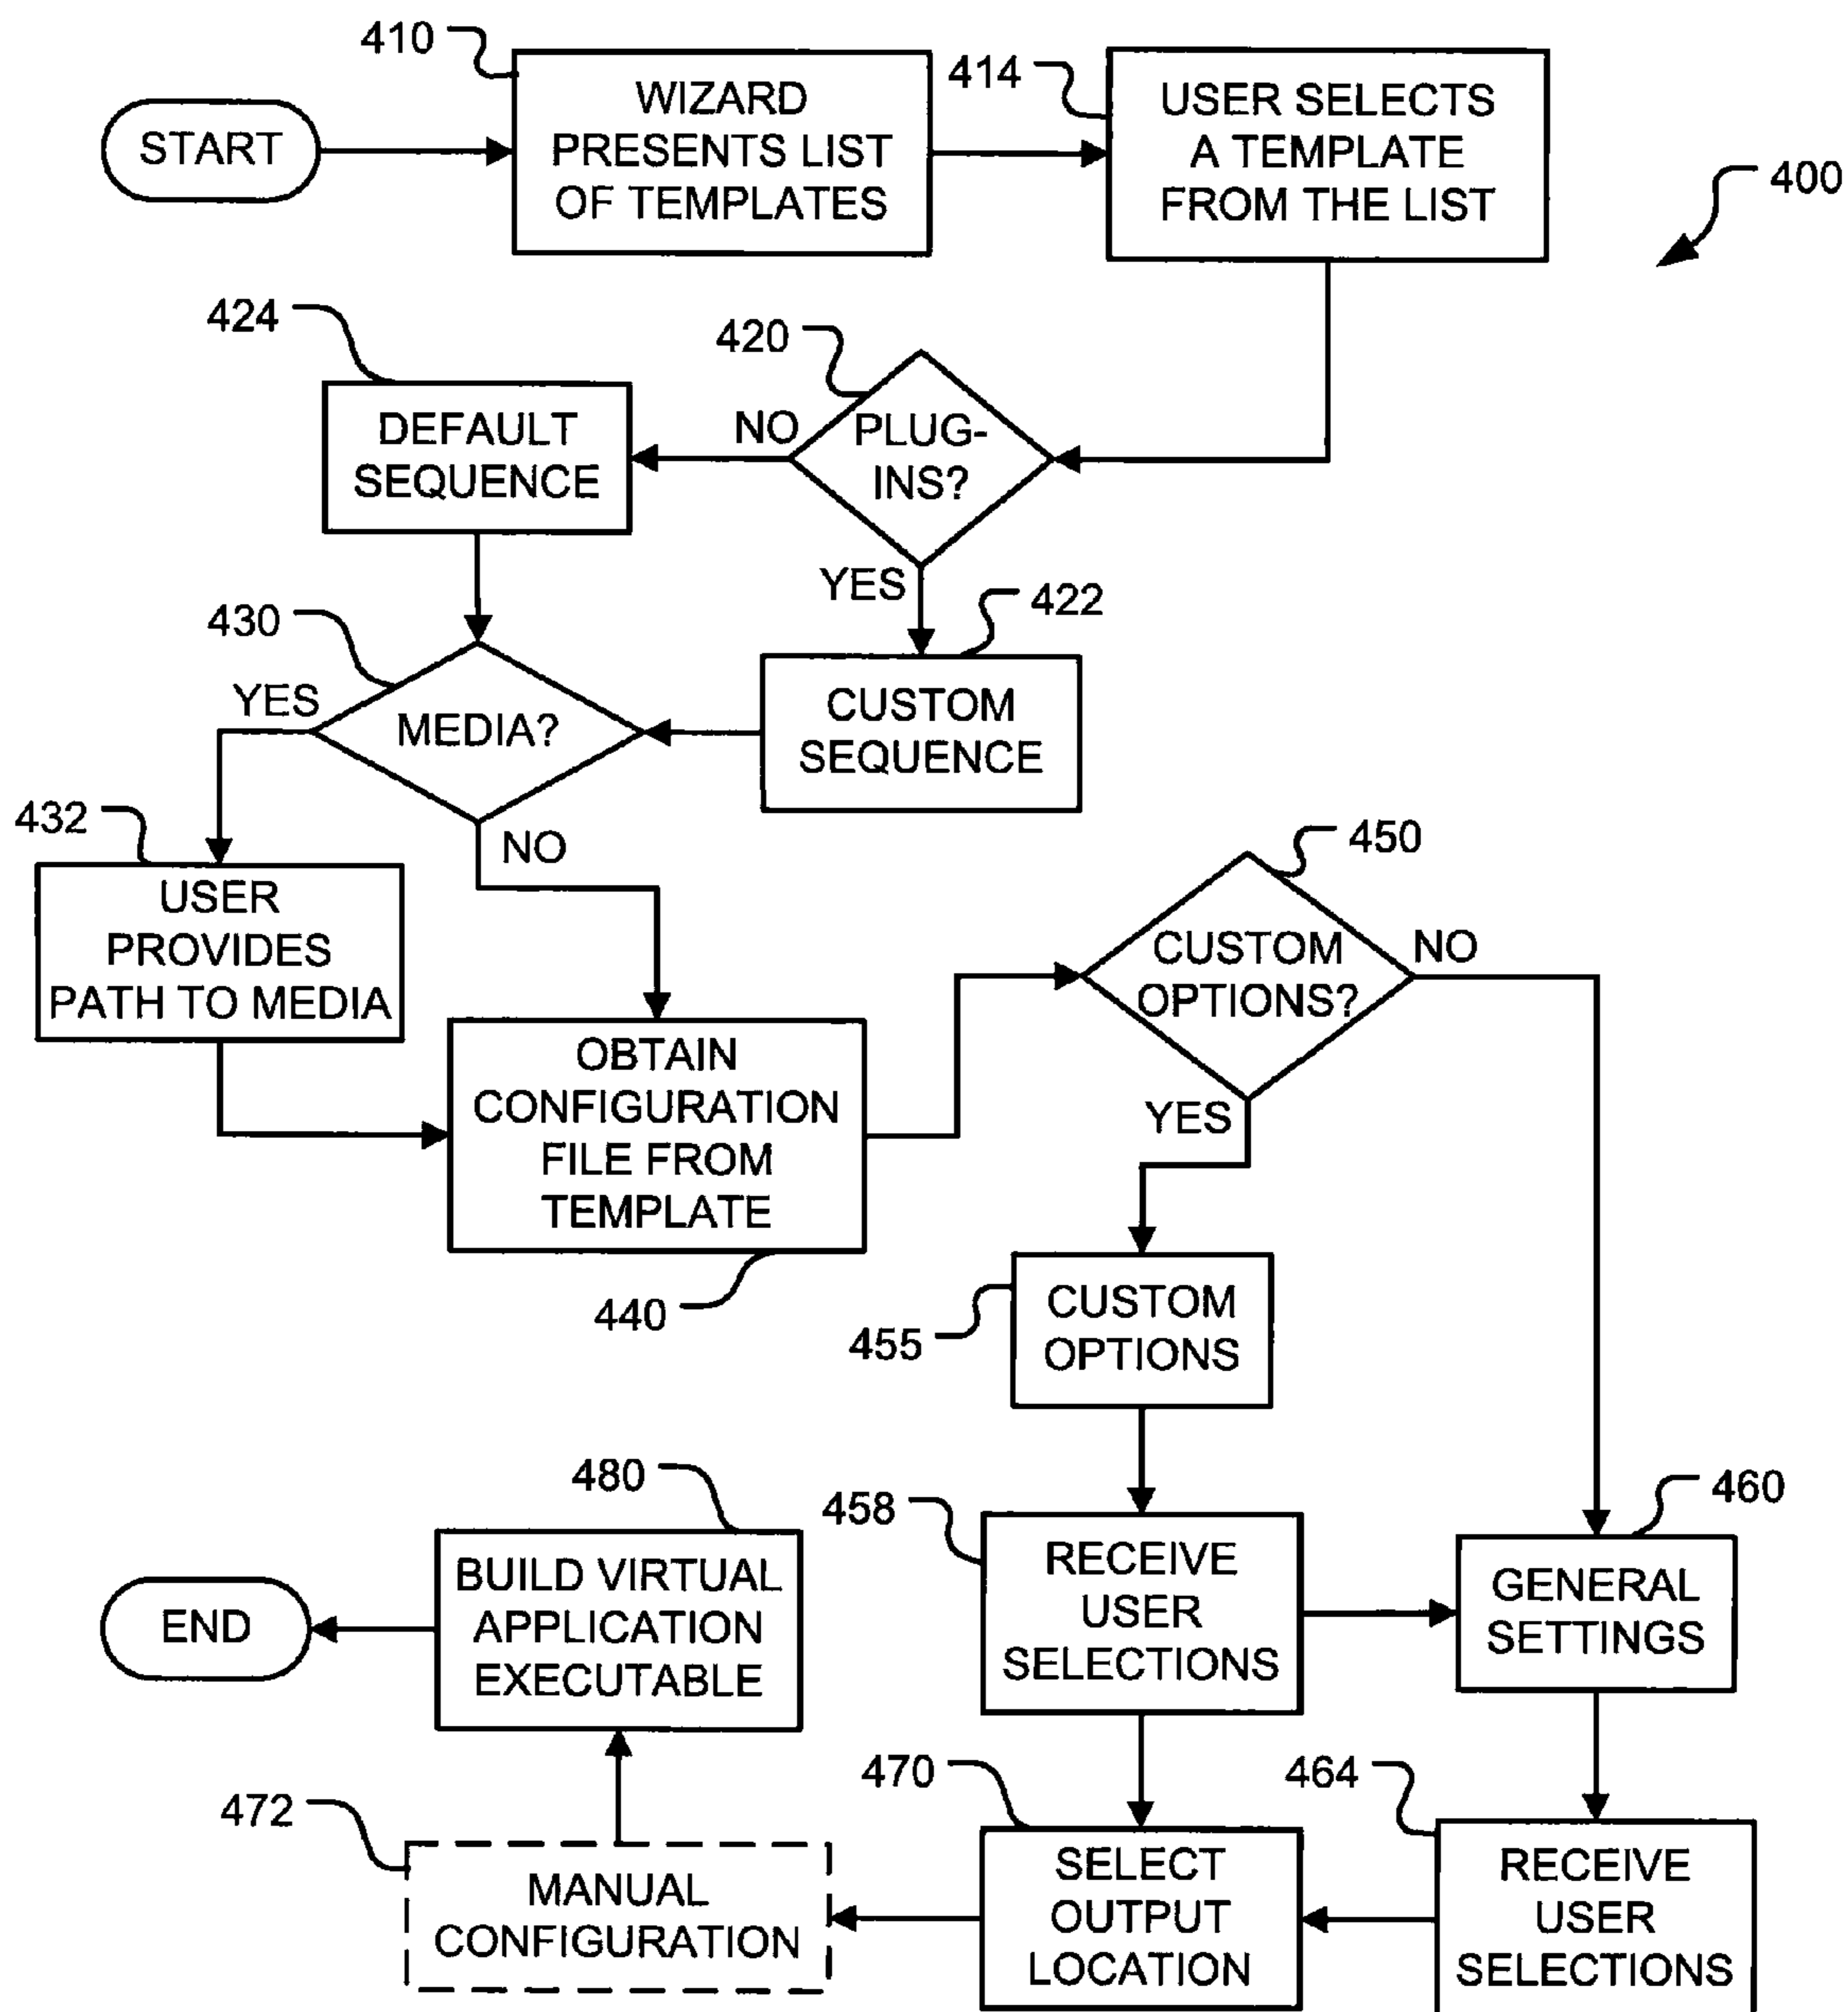 410
START
WIZARD
PRESENTS LIST
OF TEMPLATES
414
USER SELECTS
A TEMPLATE
FROM THE LIST
400
424
DEFAULT
SEQUENCE
420
NO
PLUG-
INS?
YES
422
CUSTOM
SEQUENCE
430
YES
MEDIA?
NO
432
USER
PROVIDES
PATH TO MEDIA
OBTAIN
CONFIGURATION
FILE FROM
TEMPLATE
440
450
CUSTOM
OPTIONS?
NO
YES
455
CUSTOM
OPTIONS
458
RECEIVE
USER
SELECTIONS
460
GENERAL
SETTINGS
464
RECEIVE
USER
SELECTIONS
470
SELECT
OUTPUT
LOCATION
472
MANUAL
CONFIGURATION
480
BUILD VIRTUAL
APPLICATION
EXECUTABLE
END